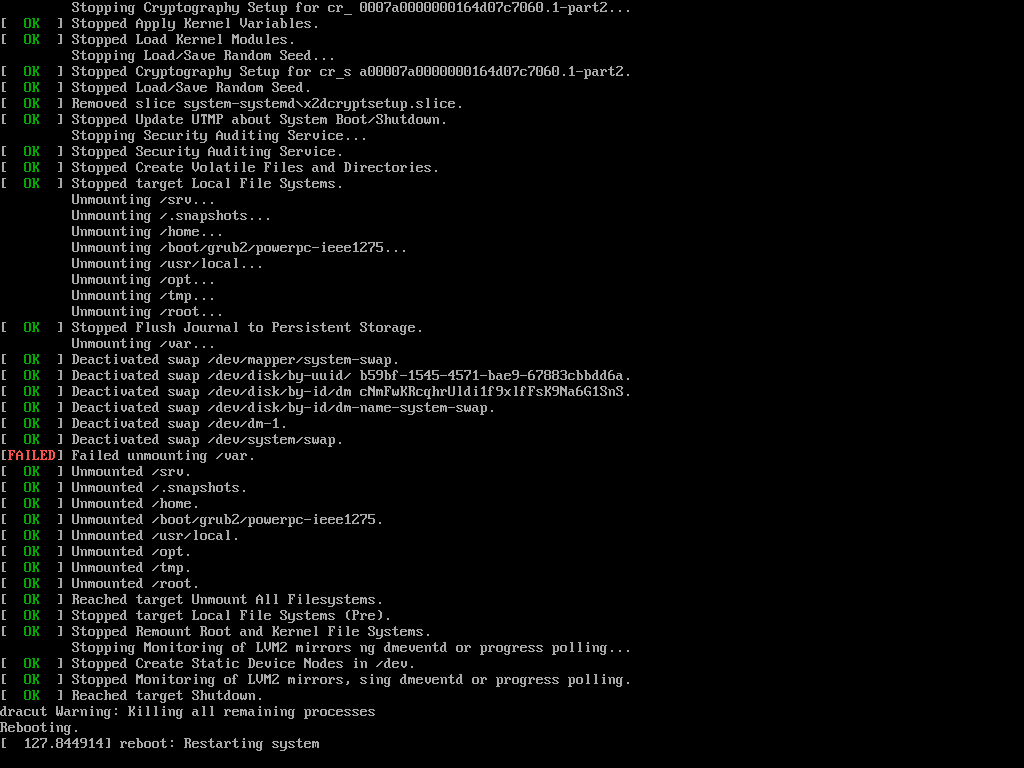 Stopping Cryptography Setup for cr_ 0007a0000000164d07c7060.1-part2...
[  OK  ] Stopped Apply Kernel Variables.
[  OK  ] Stopped Load Kernel Modules.
Stopping Load/Save Random Seed...
[  OK  ] Stopped Cryptography Setup for cr_s a00007a0000000164d07c7060.1-part2.
[  OK  ] Stopped Load/Save Random Seed.
[  OK  ] Removed slice system-systemd\x2dcryptsetup.slice.
[  OK  ] Stopped Update UTMP about System Boot/Shutdown.
Stopping Security Auditing Service...
[  OK  ] Stopped Security Auditing Service.
[  OK  ] Stopped Create Volatile Files and Directories.
[  OK  ] Stopped target Local File Systems.
Unmounting /srv...
Unmounting /.snapshots...
Unmounting /home...
Unmounting /boot/grub2/powerpc-ieee1275...
Unmounting /usr/local...
Unmounting /opt...
Unmounting /tmp...
Unmounting /root...
[  OK  ] Stopped Flush Journal to Persistent Storage.
Unmounting /var...
[  OK  ] Deactivated swap /dev/mapper/system-swap.
[  OK  ] Deactivated swap /dev/disk/by-uuid/ b59bf-1545-4571-bae9-67883cbbdd6a.
[  OK  ] Deactivated swap /dev/disk/by-id/dm cNmFwKRcqhrUldi1f9xlfFsK9Na6G1Sn3.
[  OK  ] Deactivated swap /dev/disk/by-id/dm-name-system-swap.
[  OK  ] Deactivated swap /dev/dm-1.
[  OK  ] Deactivated swap /dev/system/swap.
[FAILED] Failed unmounting /var.
[  OK  ] Unmounted /srv.
[  OK  ] Unmounted /.snapshots.
[  OK  ] Unmounted /home.
[  OK  ] Unmounted /boot/grub2/powerpc-ieee1275.
[  OK  ] Unmounted /usr/local.
[  OK  ] Unmounted /opt.
[  OK  ] Unmounted /tmp.
[  OK  ] Unmounted /root.
[  OK  ] Reached target Unmount All Filesystems.
[  OK  ] Stopped target Local File Systems (Pre).
[  OK  ] Stopped Remount Root and Kernel File Systems.
Stopping Monitoring of LVM2 mirrors ng dmeventd or progress polling...
[  OK  ] Stopped Create Static Device Nodes in /dev.
[  OK  ] Stopped Monitoring of LVM2 mirrors, sing dmeventd or progress polling.
[  OK  ] Reached target Shutdown.
dracut Warning: Killing all remaining processes
Rebooting.
[  127.844914] reboot: Restarting system